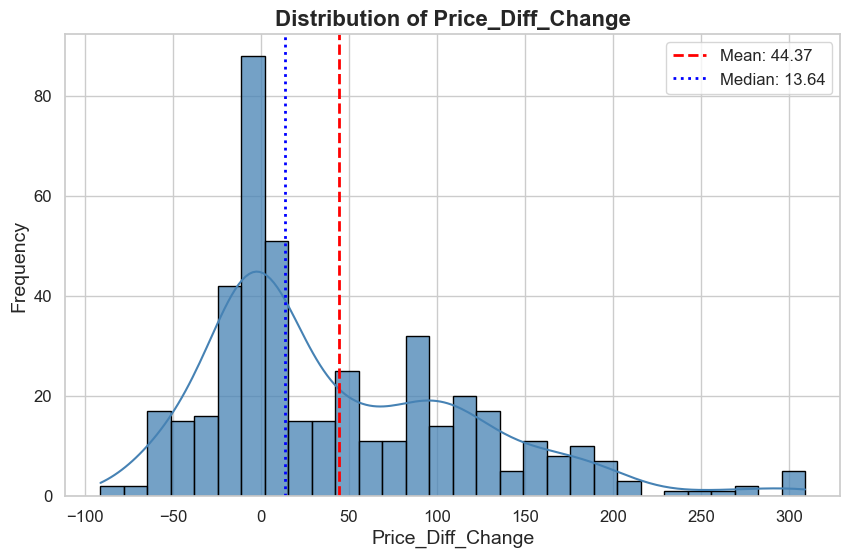 Distribution of Price_Diff_Change
Mean: 44.37
Median: 13.64
Frequency
80
60
40
20
0
-100
-50
0
50
100
150
200
250
300
Price_Diff_Change